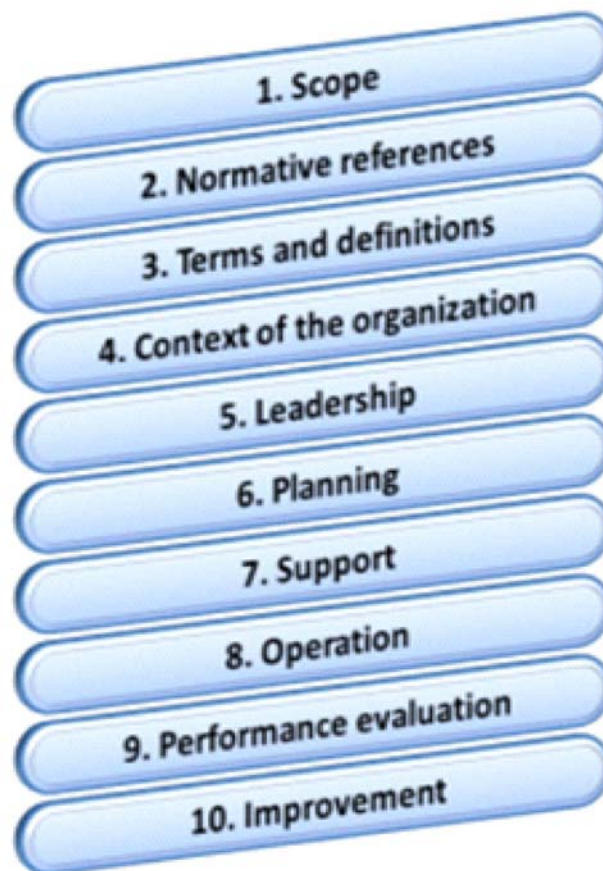 1. Scope
2. Normative references
3. Terms and definitions
4. Context of the organization
5. Leadership
6. Planning
7. Support
8. Operation
9. Performance evaluation
10. Improvement